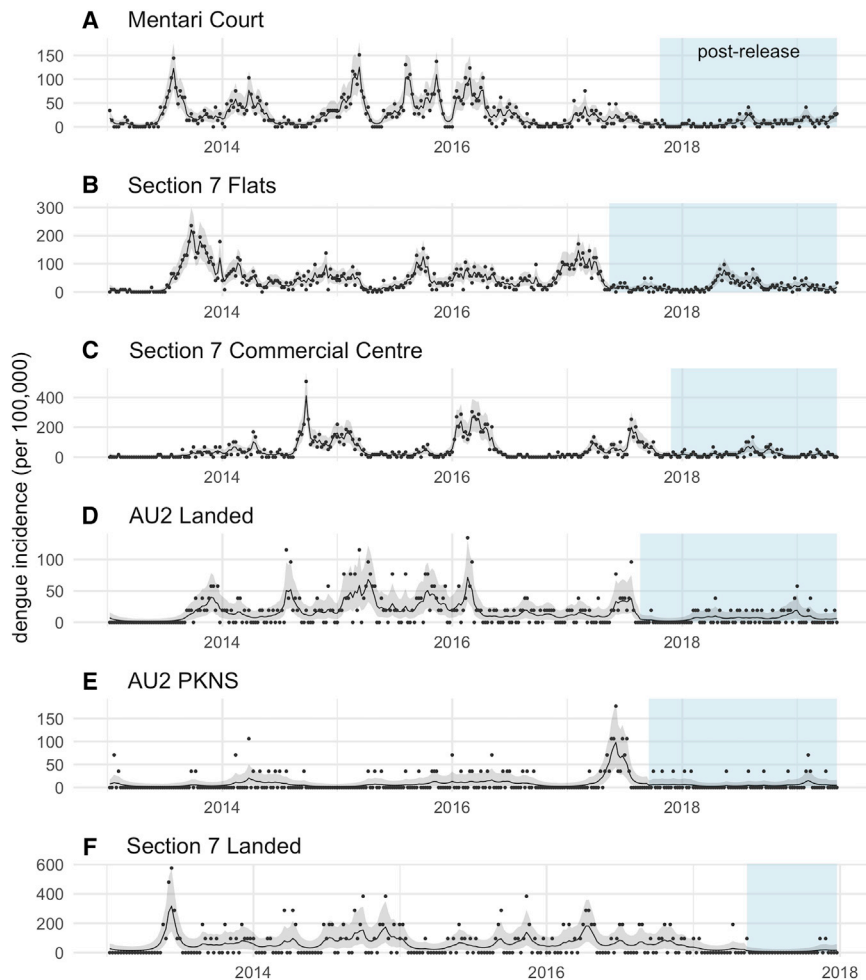 A Mentari Court
post-release
150
100
50
0
2014 2016 2018
B Section 7 Flats
300
200
100
0
2014 2016 2018
C Section 7 Commercial Centre
400
200
0
2014 2016 2018
dengue incidence (per 100,000)
D AU2 Landed
100
50
0
2014 2016 2018
E AU2 PKNS
150
100
50
0
2014 2016 2018
F Section 7 Landed
600
400
200
0
2014 2016 2018